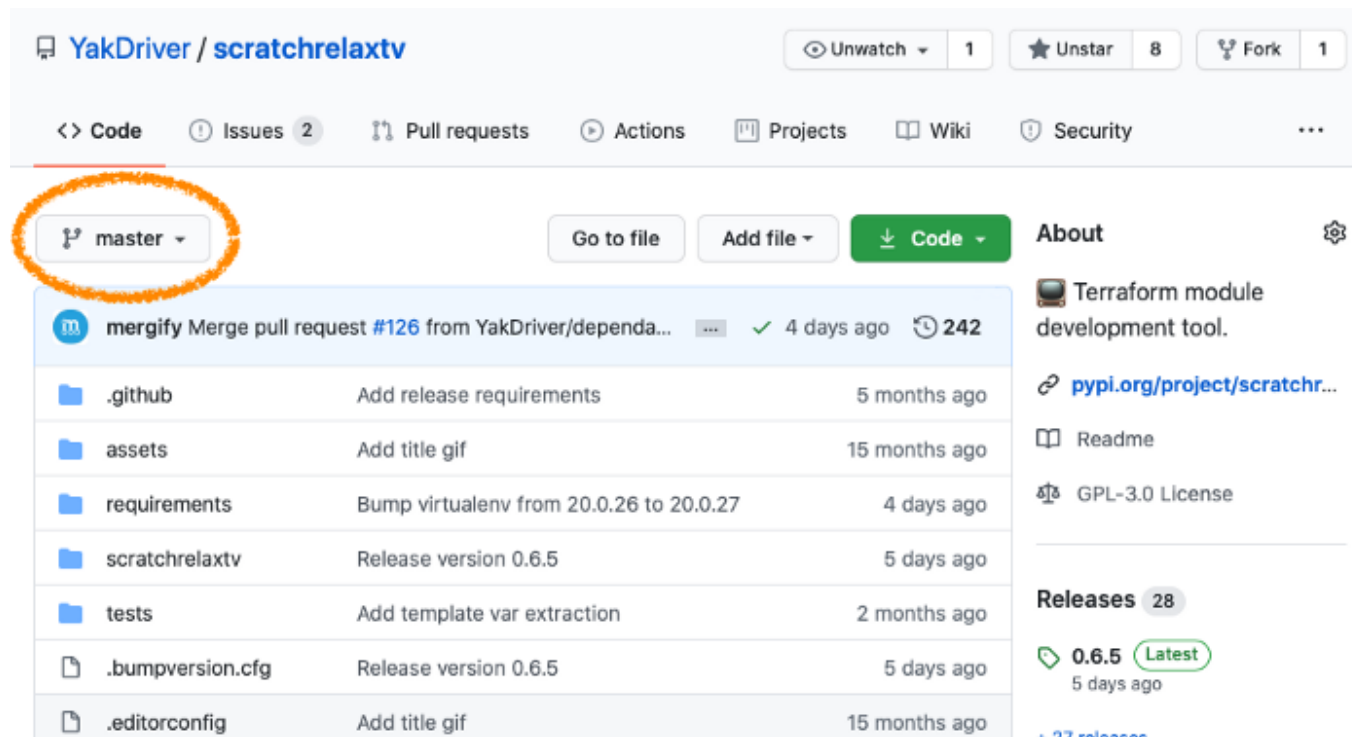 YakDriver / scratchrelaxtv
Unwatch 1
Unstar 8
Fork 1
<> Code
Issues 2
Pull requests
Actions
Projects
Wiki
Security
...
master
Go to file
Add file
Code
mergify Merge pull request #126 from YakDriver/dependa... ... 4 days ago 242
.github Add release requirements 5 months ago
assets Add title gif 15 months ago
requirements Bump virtualenv from 20.0.26 to 20.0.27 4 days ago
scratchrelaxtv Release version 0.6.5 5 days ago
tests Add template var extraction 2 months ago
.bumpversion.cfg Release version 0.6.5 5 days ago
.editorconfig Add title gif 15 months ago
About
Terraform module
development tool.
pypi.org/project/scratchr...
Readme
GPL-3.0 License
Releases 28
0.6.5 Latest
5 days ago
+ 27 releases